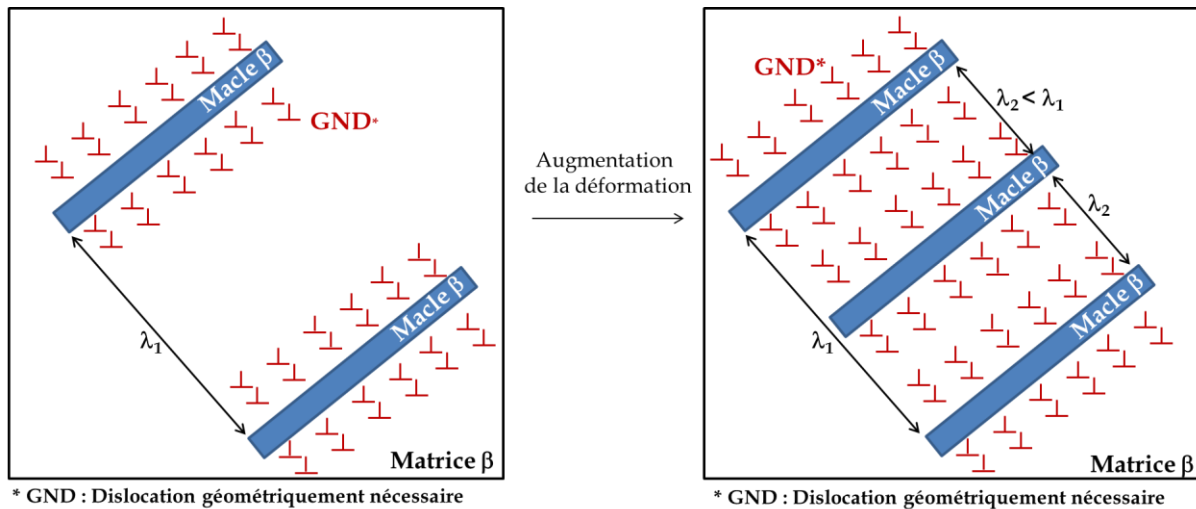 Macle β
GND*
λ₁
Macle β
Matrice β
* GND : Dislocation géométriquement nécessaire
Augmentation
de la déformation
GND*
Macle β
λ₂ < λ₁
Macle β
λ₂
λ₁
Macle β
Matrice β
* GND : Dislocation géométriquement nécessaire